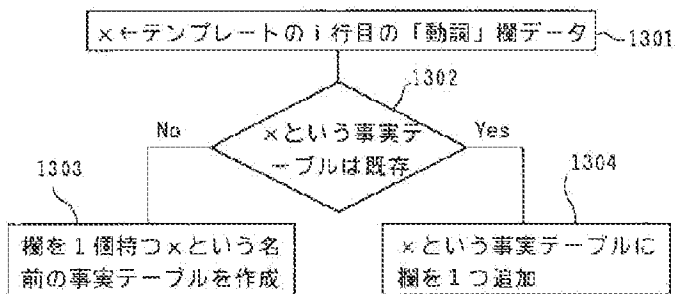 x←テンプレートのi行目の「動詞」欄データ
1301
1302
No
xという事実テ
ーブルは既存
Yes
1303
1304
欄を1個持つxという名
前の事実テーブルを作成
xという事実テーブルに
欄を1つ追加